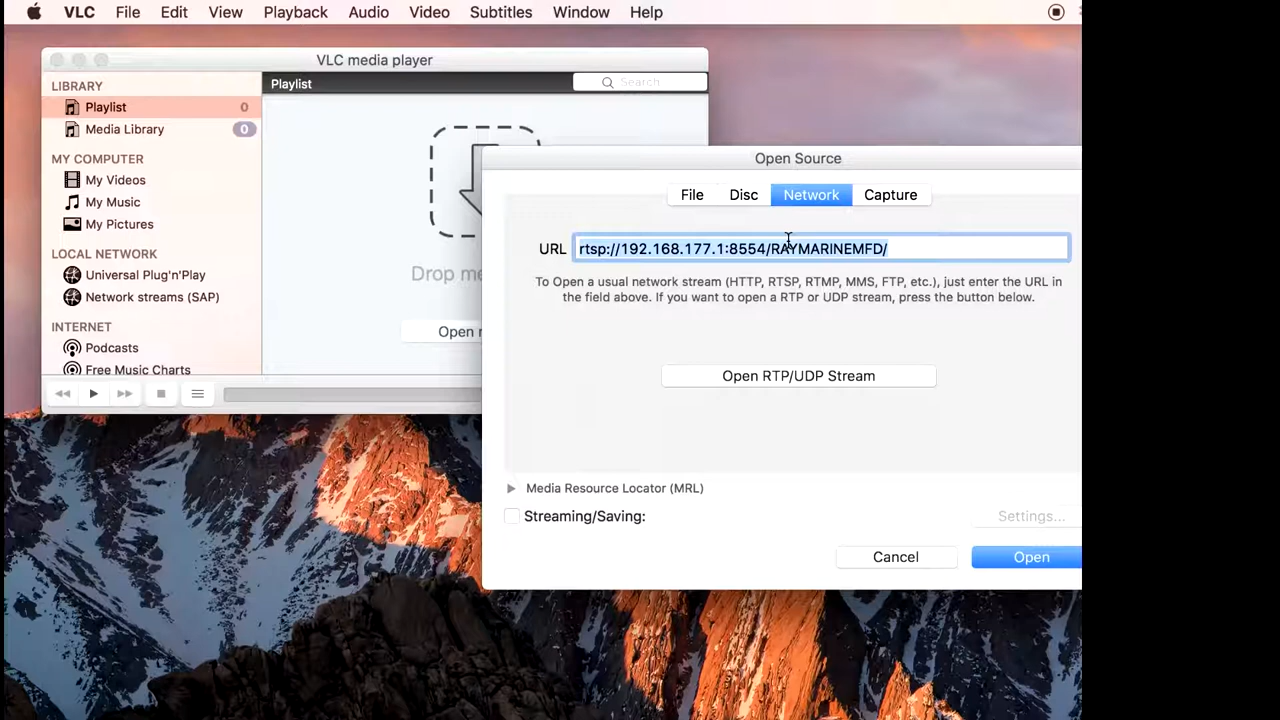 VLC File Edit View Playback Audio Video Subtitles Window Help
VLC media player
LIBRARY
Playlist 0
Media Library 0
MY COMPUTER
My Videos
My Music
My Pictures
LOCAL NETWORK
Universal Plug'n'Play
Network streams (SAP)
INTERNET
Podcasts
Free Music Charts
Playlist
Search
Drop me
Open
Open Source
File Disc Network Capture
URL rtsp://192.168.177.1:8554/RAYMARINEMFD/
To Open a usual network stream (HTTP, RTSP, RTMP, MMS, FTP, etc.), just enter the URL in
the field above. If you want to open a RTP or UDP stream, press the button below.
Open RTP/UDP Stream
Media Resource Locator (MRL)
Streaming/Saving:
Settings...
Cancel Open